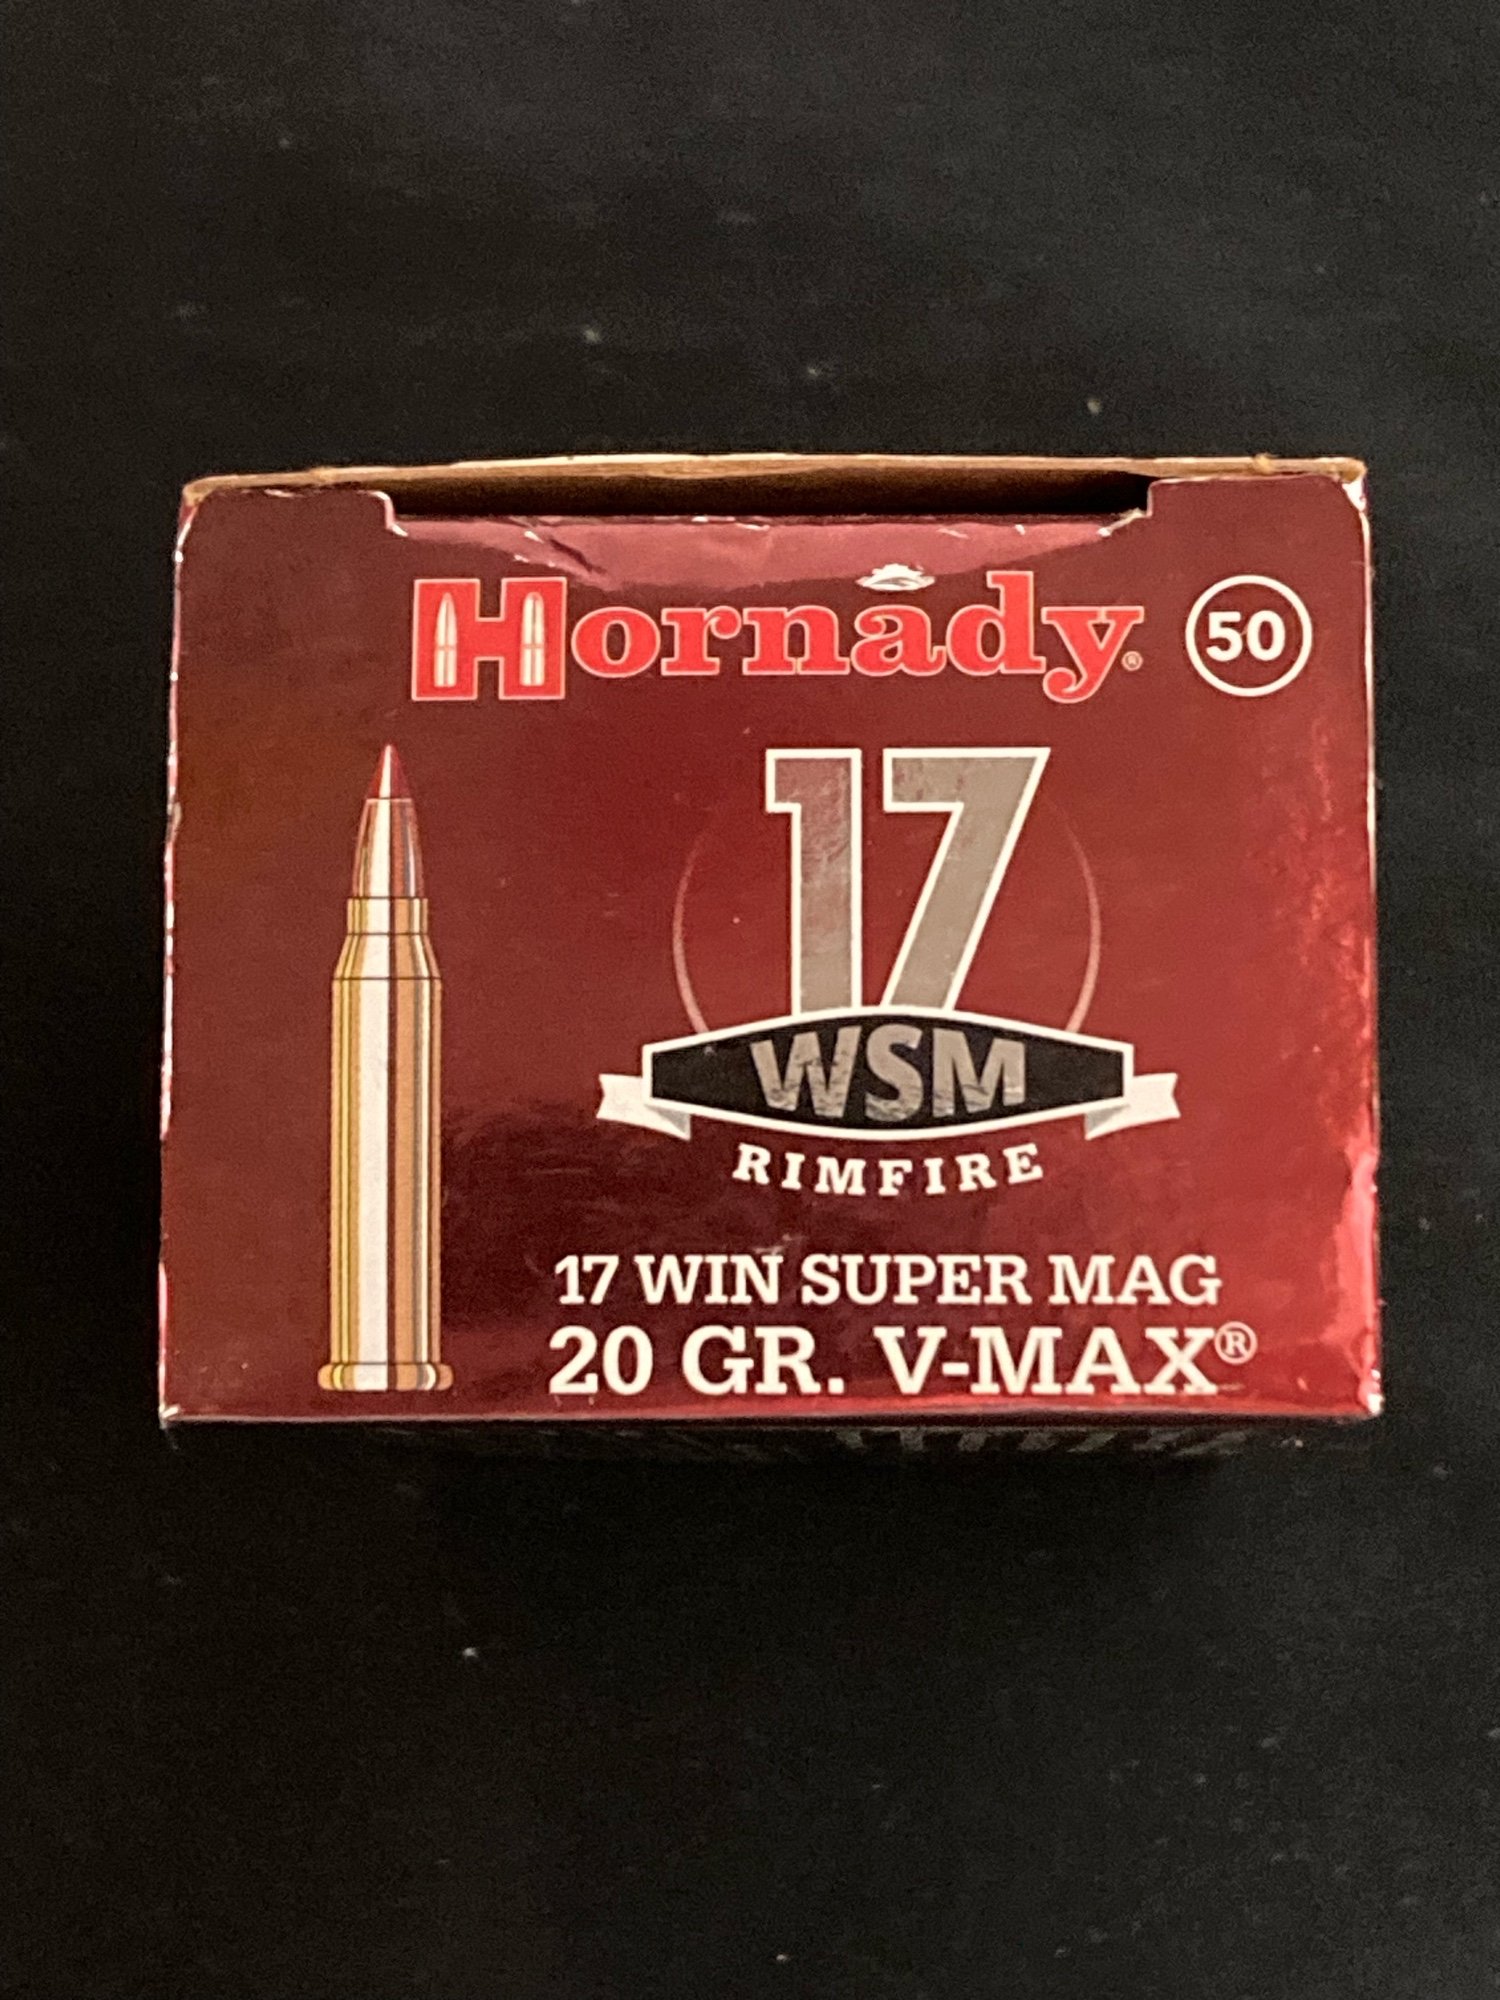 Hornady® 50
17
WSM
RIMFIRE
17 WIN SUPER MAG
20 GR. V-MAX®